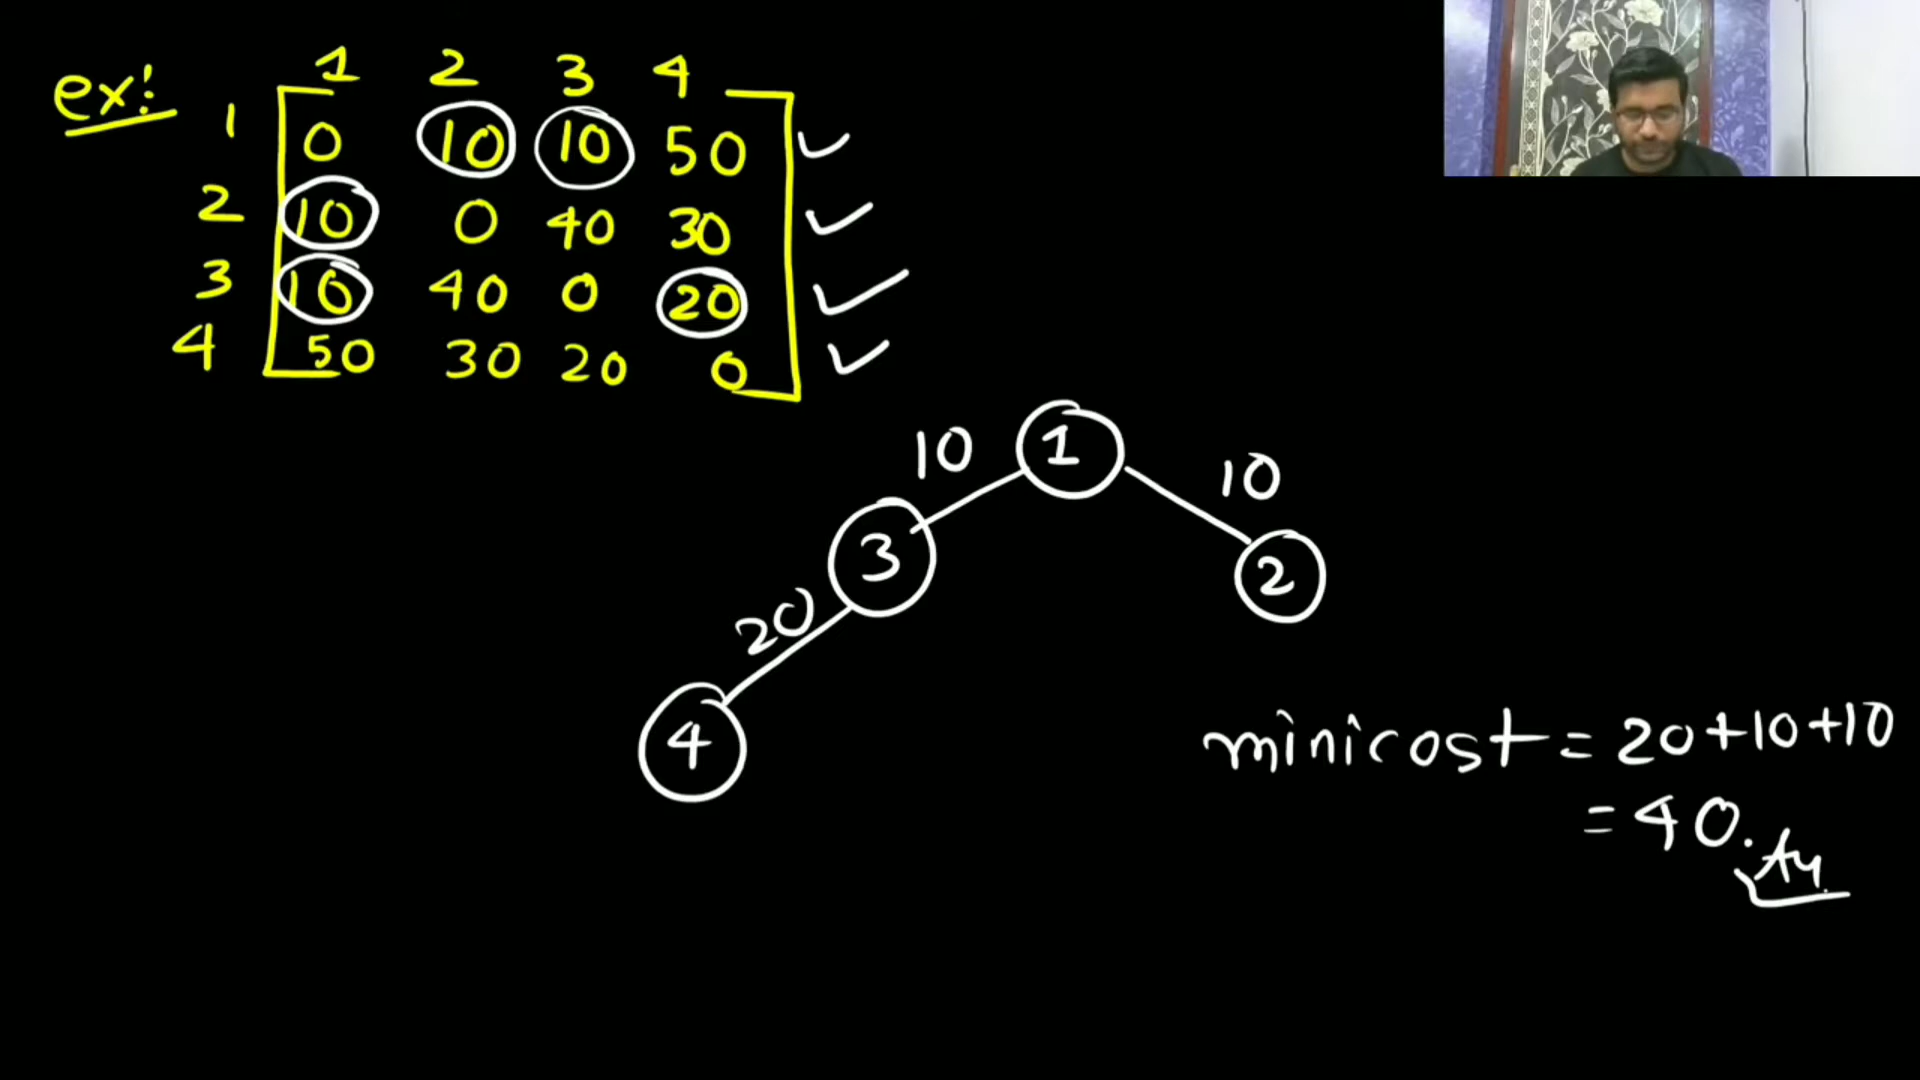 ex:
1 2 3 4
1 0 10 10 50
2 10 0 40 30
3 10 40 0 20
4 50 30 20 0
10 1 10
3 2
20
4
minicost = 20+10+10
= 40.